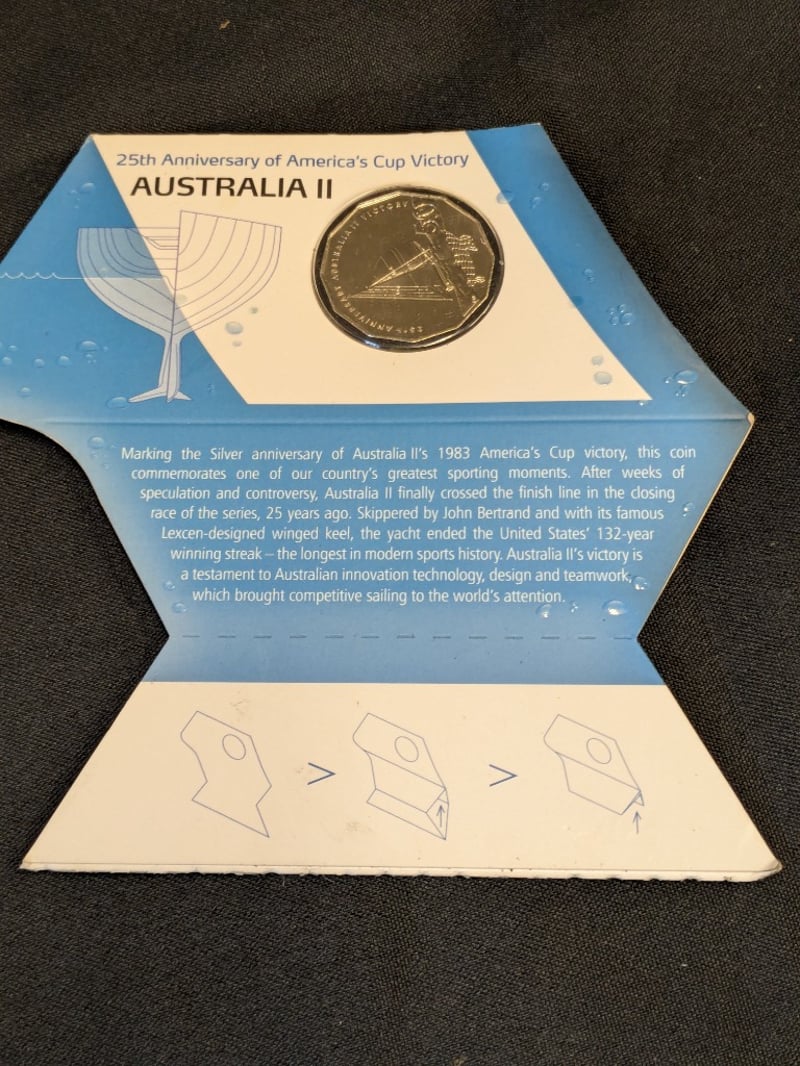 25th Anniversary of America's Cup Victory
AUSTRALIA II
25TH ANNIVERSARY AUSTRALIA II VICTORY
Marking the Silver anniversary of Australia II's 1983 America's Cup victory, this coin
commemorates one of our country's greatest sporting moments. After weeks of
speculation and controversy, Australia II finally crossed the finish line in the closing
race of the series, 25 years ago. Skippered by John Bertrand and with its famous
Lexcen-designed winged keel, the yacht ended the United States' 132-year
winning streak – the longest in modern sports history. Australia II's victory is
a testament to Australian innovation technology, design and teamwork,
which brought competitive sailing to the world's attention.
> >